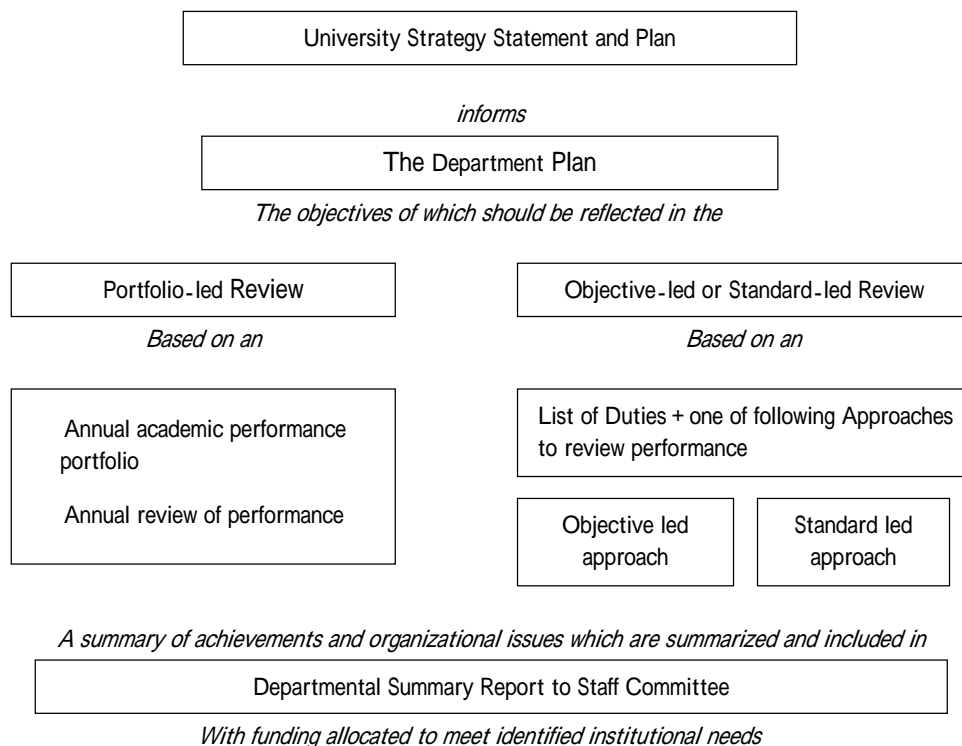 University Strategy Statement and Plan
informs
The Department Plan
The objectives of which should be reflected in the
Portfolio-led Review
Based on an
Annual academic performance
portfolio
Annual review of performance
Objective-led or Standard-led Review
Based on an
List of Duties + one of following Approaches
to review performance
Objective led
approach
Standard led
approach
A summary of achievements and organizational issues which are summarized and included in
Departmental Summary Report to Staff Committee
With funding allocated to meet identified institutional needs